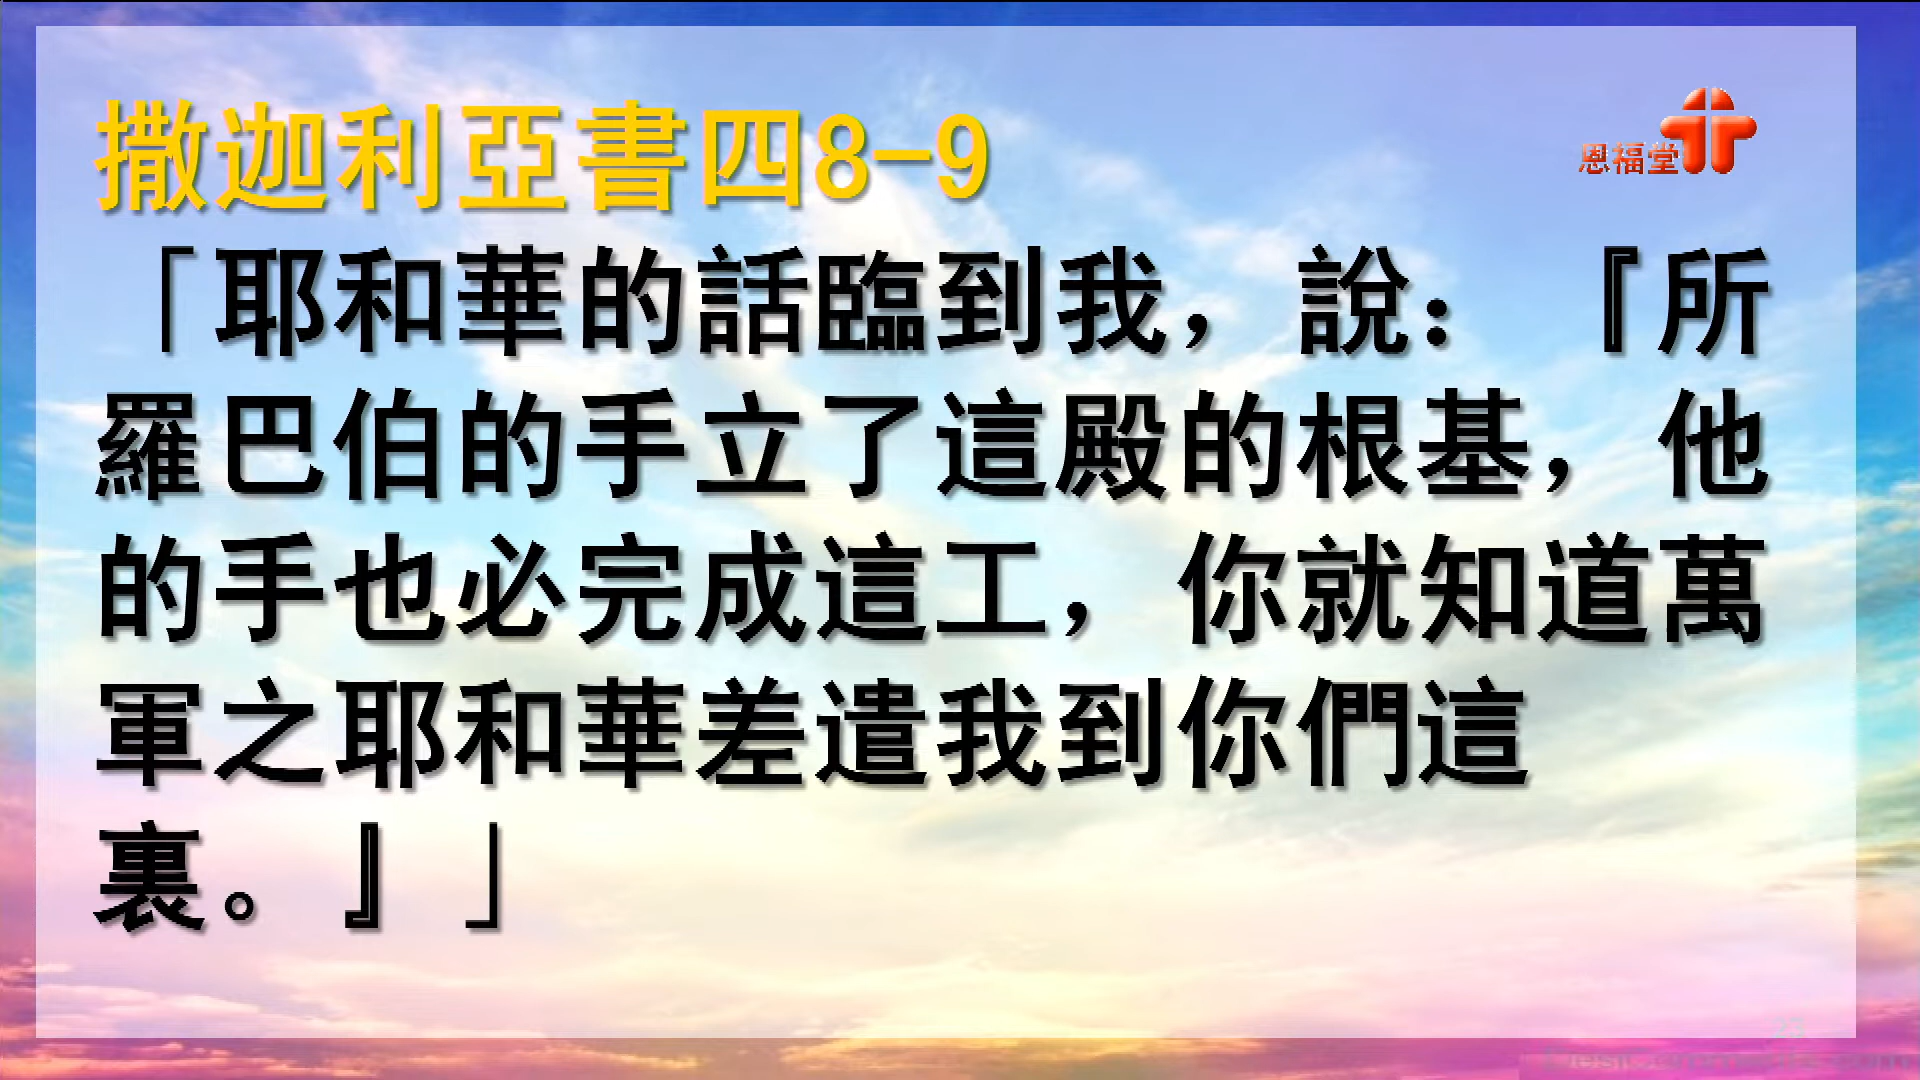 撒迦利亞書四8-9
恩福堂
「耶和華的話臨到我，說：『所
羅巴伯的手立了這殿的根基，他
的手也必完成這工，你就知道萬
軍之耶和華差遣我到你們這
裏。』」